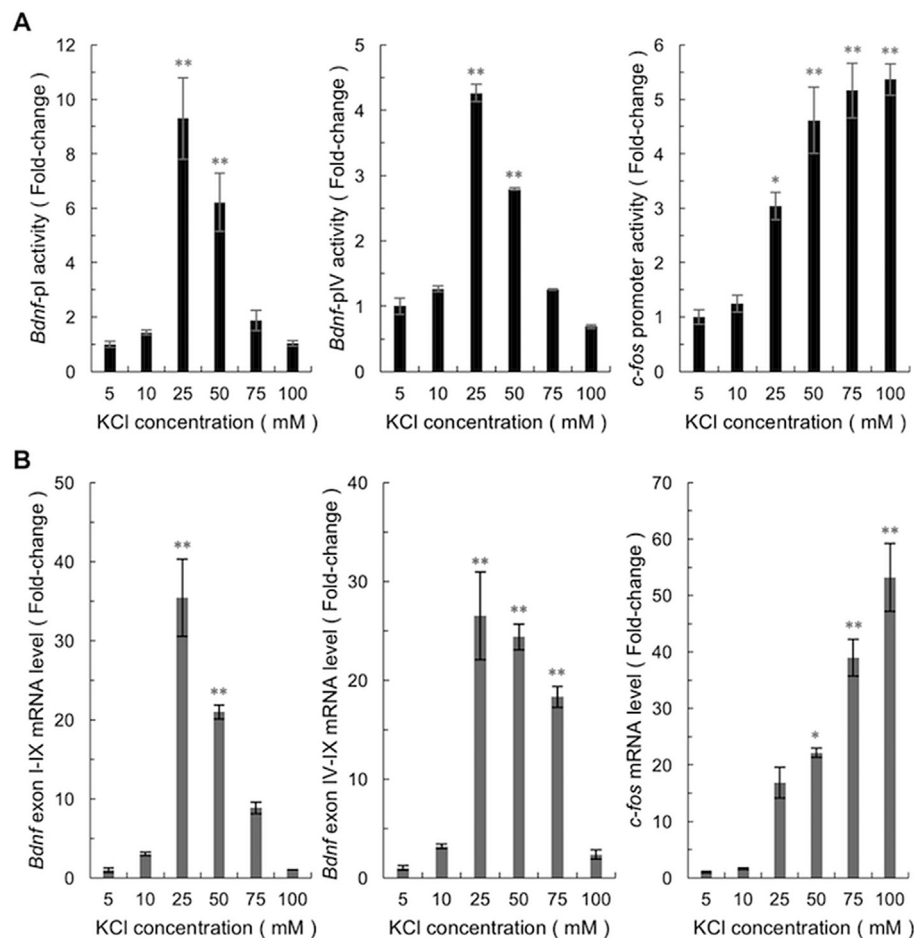 A
Bdnf-pI activity ( Fold-change )
12
10
8
6
4
2
0
**
**
5 10 25 50 75 100
KCl concentration ( mM )
Bdnf-pIV activity ( Fold-change )
5
4
3
2
1
0
**
**
5 10 25 50 75 100
KCl concentration ( mM )
c-fos promoter activity ( Fold-change )
6
5
4
3
2
1
0
*
**
**
**
5 10 25 50 75 100
KCl concentration ( mM )
B
Bdnf exon I-IX mRNA level ( Fold-change )
50
40
30
20
10
0
**
**
5 10 25 50 75 100
KCl concentration ( mM )
Bdnf exon IV-IX mRNA level ( Fold-change )
40
30
20
10
0
**
**
**
5 10 25 50 75 100
KCl concentration ( mM )
c-fos mRNA level ( Fold-change )
70
60
50
40
30
20
10
0
*
**
**
5 10 25 50 75 100
KCl concentration ( mM )